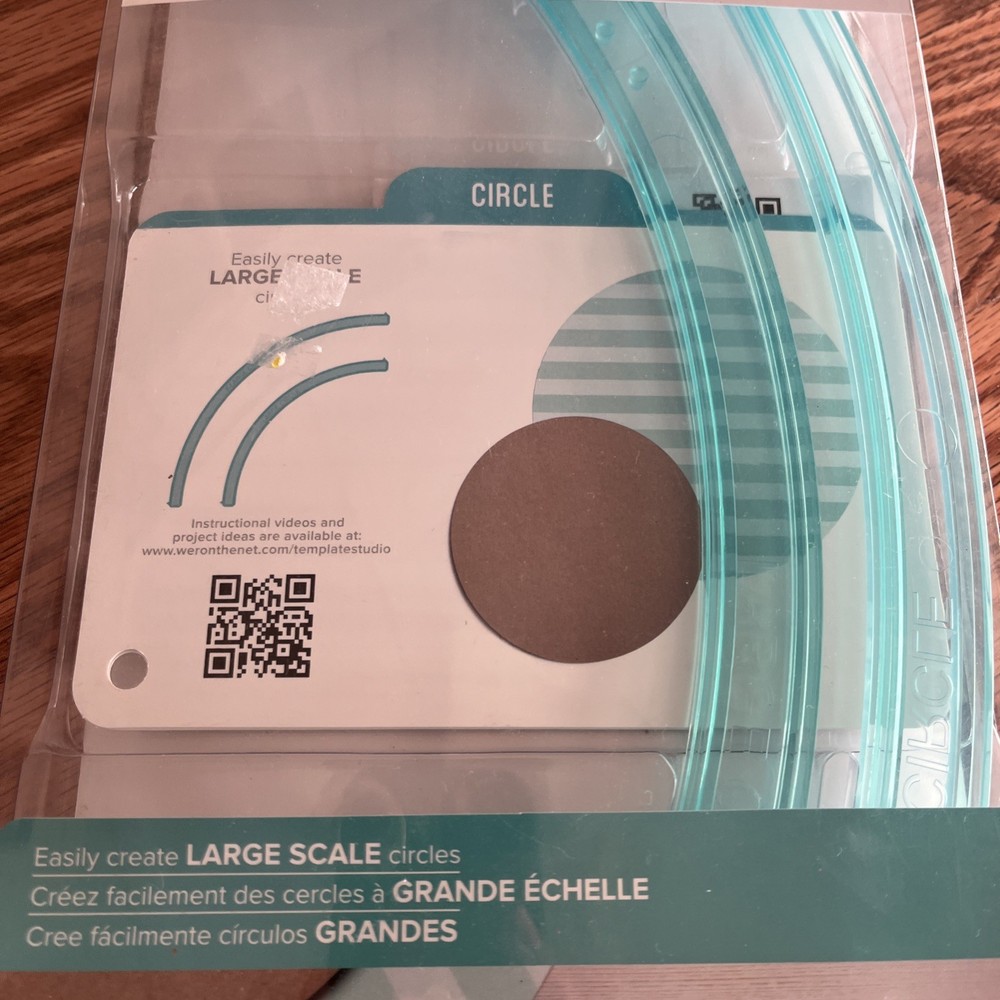 CIRCLE
Easily create
LARGE
Instructional videos and
project ideas are available at:
www.weronthenet.com/templatestudio
CIRCLE
Easily create LARGE SCALE circles
Créez facilement des cercles à GRANDE ÉCHELLE
Cree fácilmente círculos GRANDES